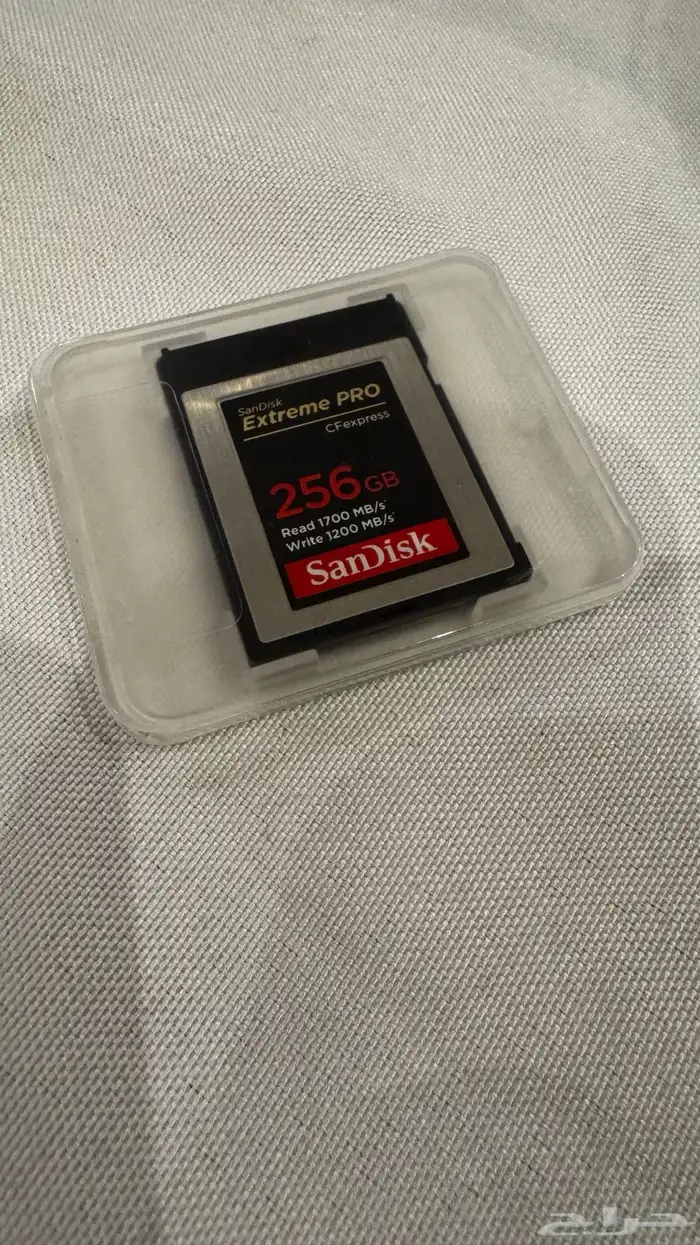 SanDisk
Extreme PRO
CFexpress
256GB
Read 1700 MB/s*
Write 1200 MB/s*
SanDisk
حراج